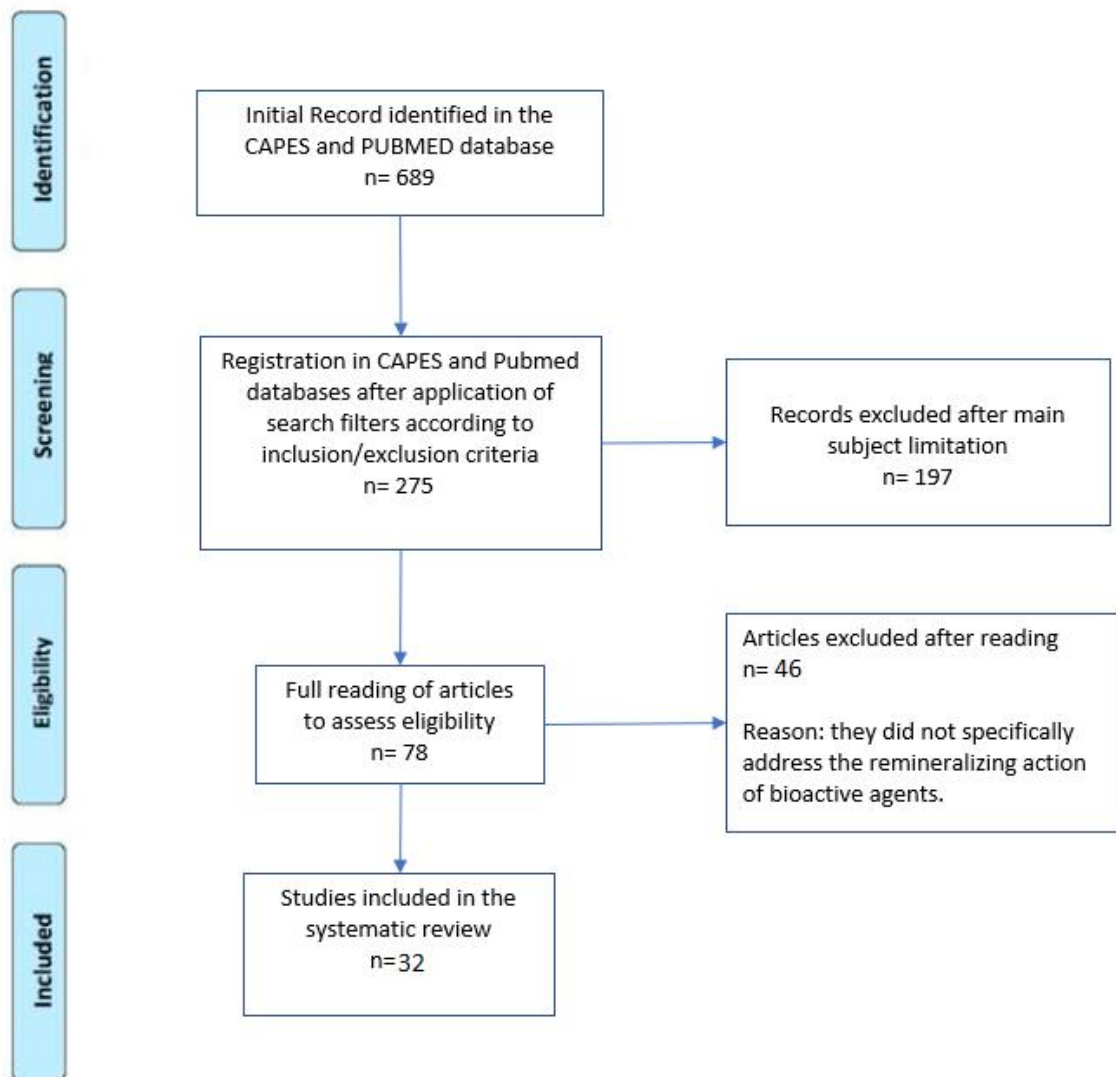 Identification
Initial Record identified in the
CAPES and PUBMED database
n= 689
Screening
Registration in CAPES and Pubmed
databases after application of
search filters according to
inclusion/exclusion criteria
n= 275
Records excluded after main
subject limitation
n= 197
Eligibility
Full reading of articles
to assess eligibility
n= 78
Articles excluded after reading
n= 46
Reason: they did not specifically
address the remineralizing action
of bioactive agents.
Included
Studies included in the
systematic review
n=32